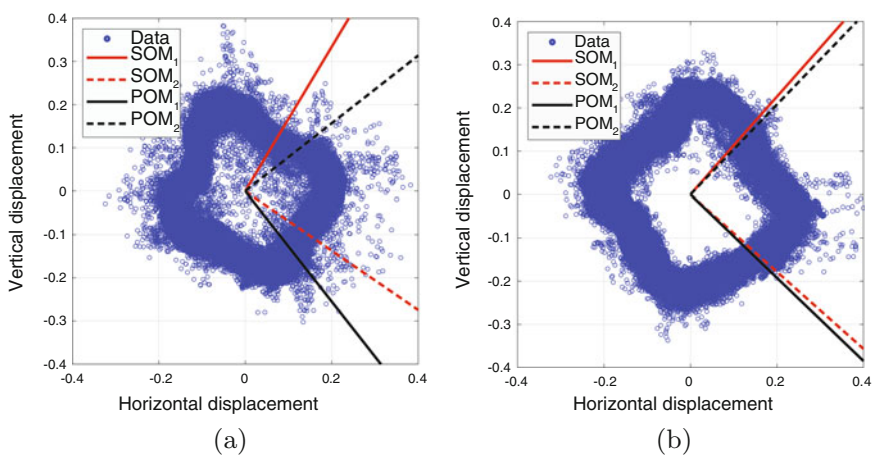 Data
SOM₁
SOM₂
POM₁
POM₂
0.4
0.3
0.2
0.1
0
-0.1
-0.2
-0.3
-0.4
-0.4
-0.2
0
0.2
0.4
Vertical displacement
Horizontal displacement
(a)
Data
SOM₁
SOM₂
POM₁
POM₂
0.4
0.3
0.2
0.1
0
-0.1
-0.2
-0.3
-0.4
-0.4
-0.2
0
0.2
0.4
Vertical displacement
Horizontal displacement
(b)